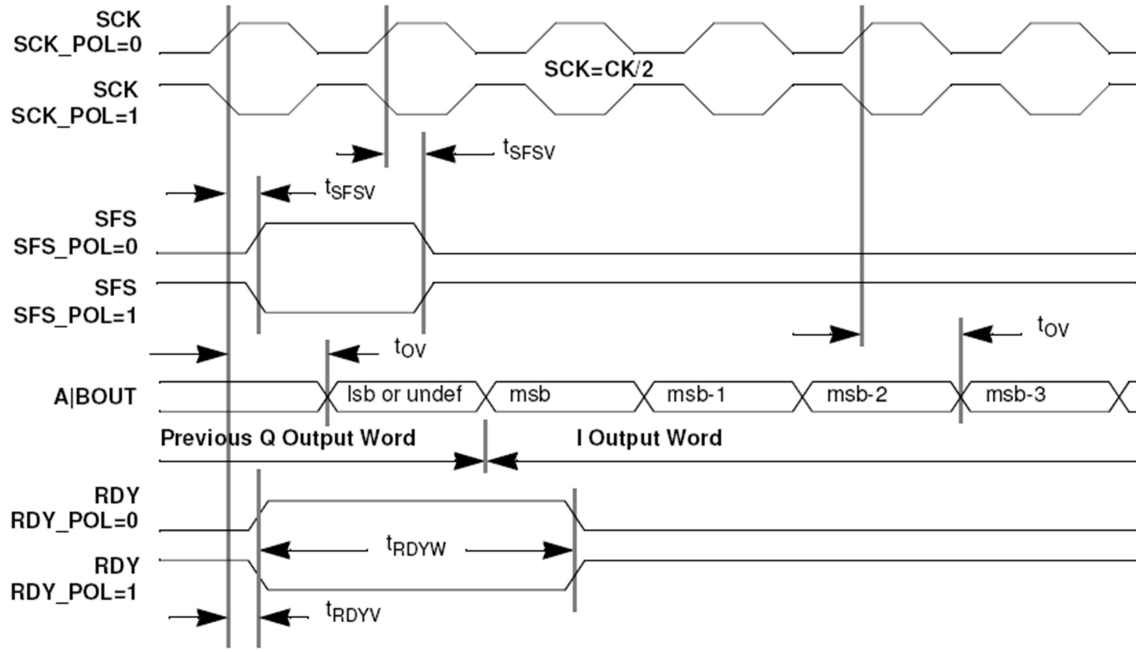 SCK
SCK_POL=0
SCK=CK/2
SCK
SCK_POL=1
tSFSV
tSFSV
SFS
SFS_POL=0
SFS
SFS_POL=1
tOV
tOV
A|BOUT
lsb or undef
msb
msb-1
msb-2
msb-3
Previous Q Output Word
I Output Word
RDY
RDY_POL=0
tRDYW
RDY
RDY_POL=1
tRDYV